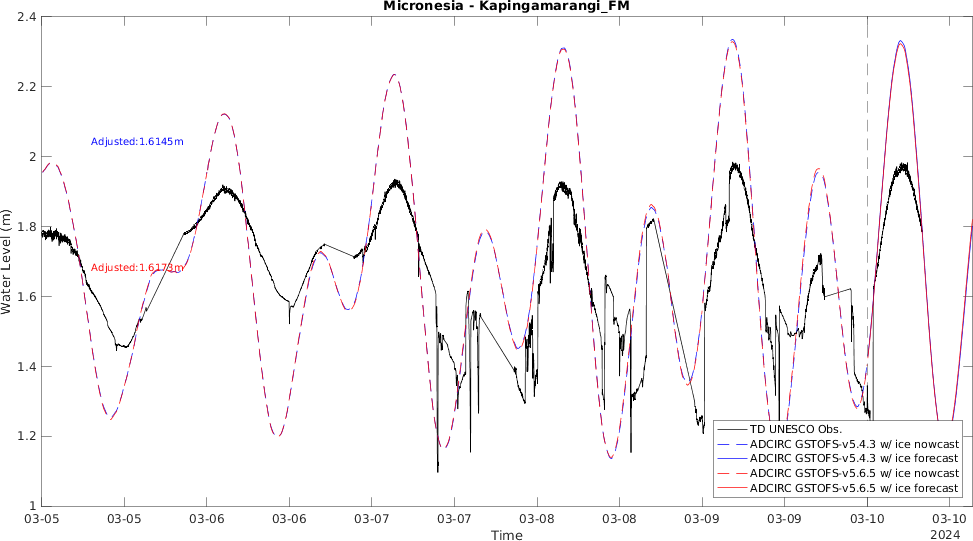 Micronesia - Kapingamarangi_FM
2.4
2.2
2
1.8
1.6
1.4
1.2
1
Water Level (m)
Adjusted:1.6145m
Adjusted:1.6173m
TD UNESCO Obs.
ADCIRC GSTOFS-v5.4.3 w/ ice nowcast
ADCIRC GSTOFS-v5.4.3 w/ ice forecast
ADCIRC GSTOFS-v5.6.5 w/ ice nowcast
ADCIRC GSTOFS-v5.6.5 w/ ice forecast
03-05 03-05 03-06 03-06 03-07 03-07 03-08 03-08 03-09 03-09 03-10 03-10
2024
Time